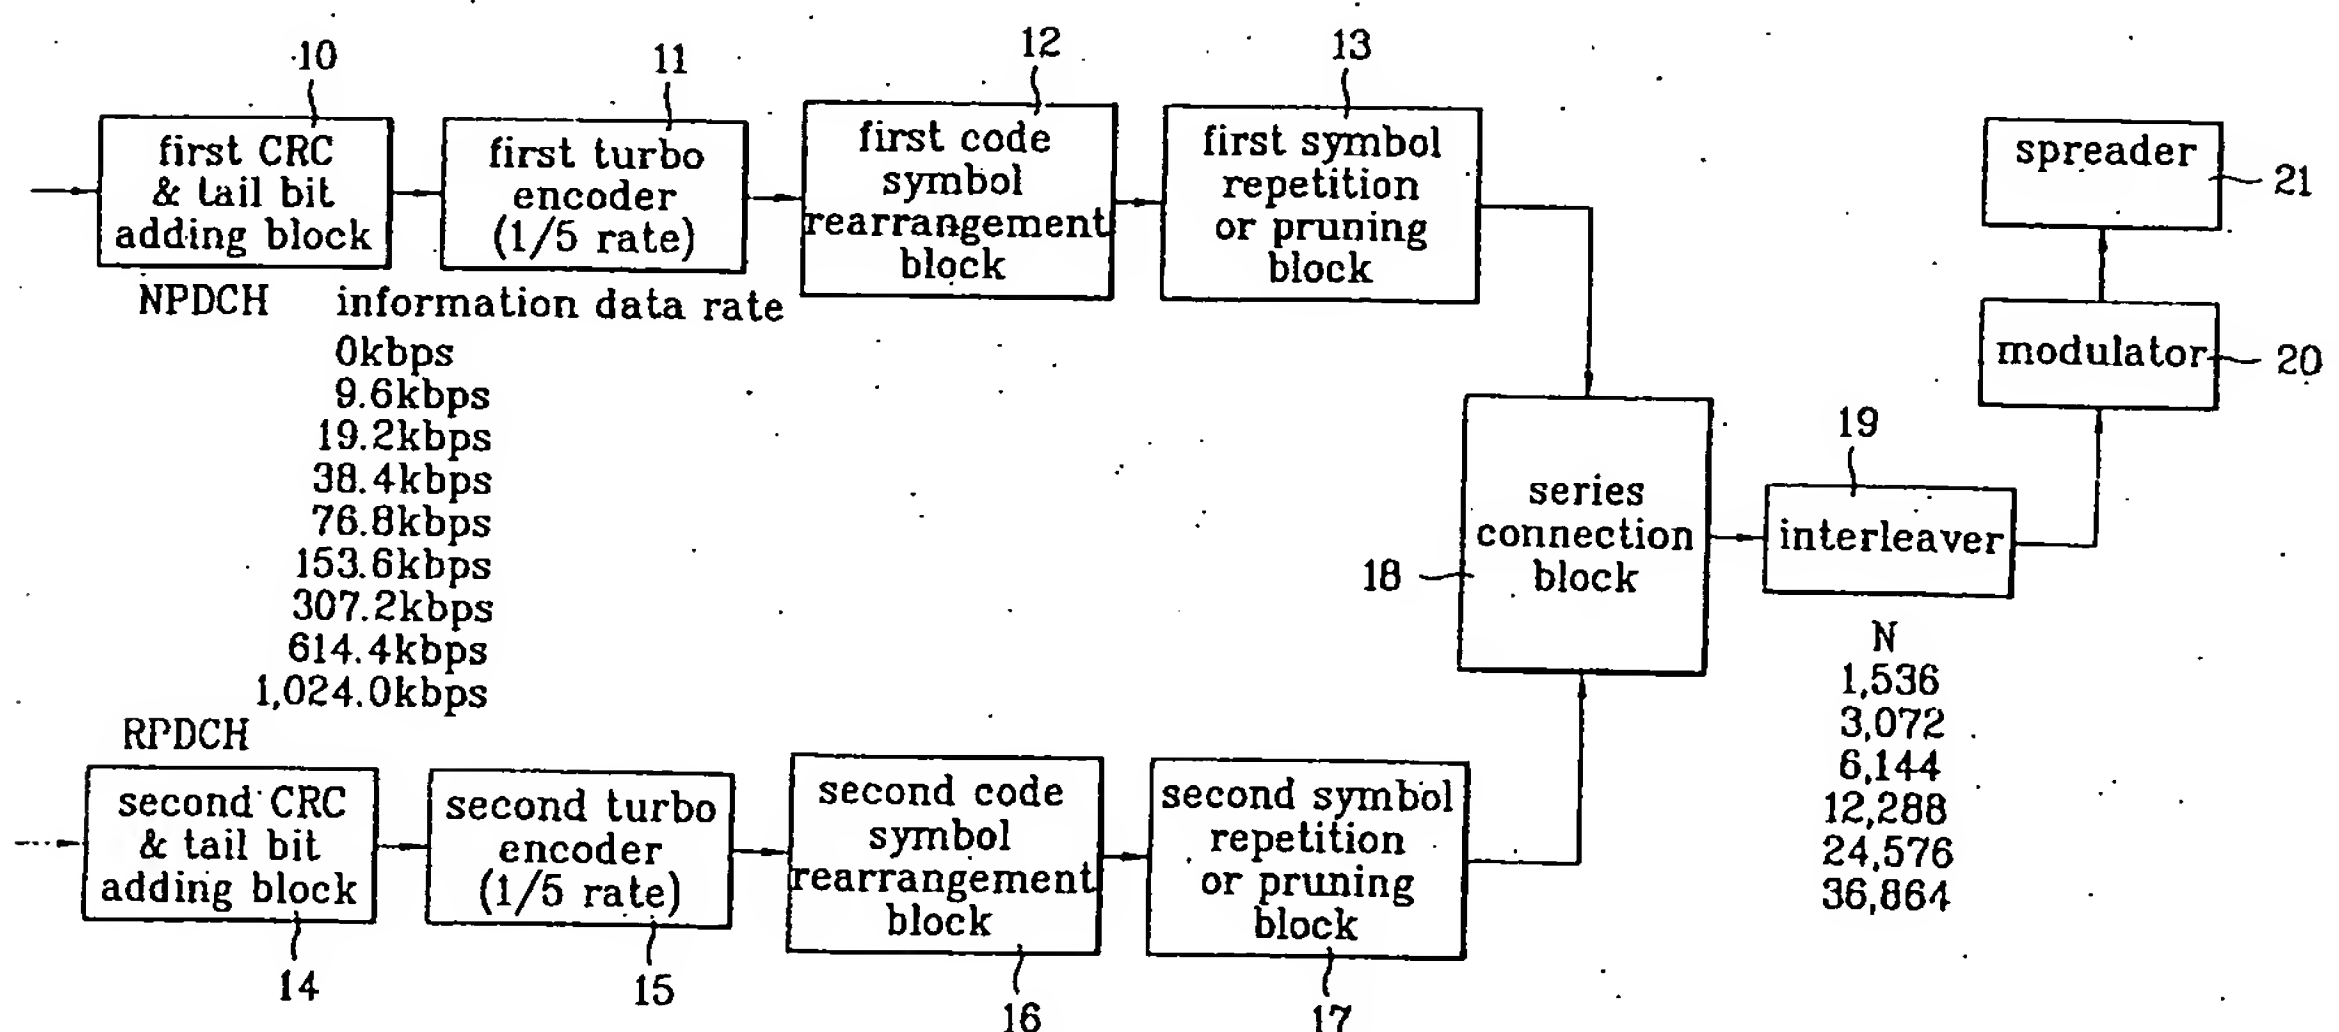 10
first CRC
& tail bit
adding block
11
first turbo
encoder
(1/5 rate)
12
first code
symbol
rearrangement
block
13
first symbol
repetition
or pruning
block
spreader
21
modulator
20
NPDCH information data rate
0kbps
9.6kbps
19.2kbps
38.4kbps
76.8kbps
153.6kbps
307.2kbps
614.4kbps
1,024.0kbps
series
connection
block
18
19
interleaver
N
1,536
3,072
6,144
12,288
24,576
36,864
RPDCH
second CRC
& tail bit
adding block
14
second turbo
encoder
(1/5 rate)
15
second code
symbol
rearrangement
block
16
second symbol
repetition
or pruning
block
17